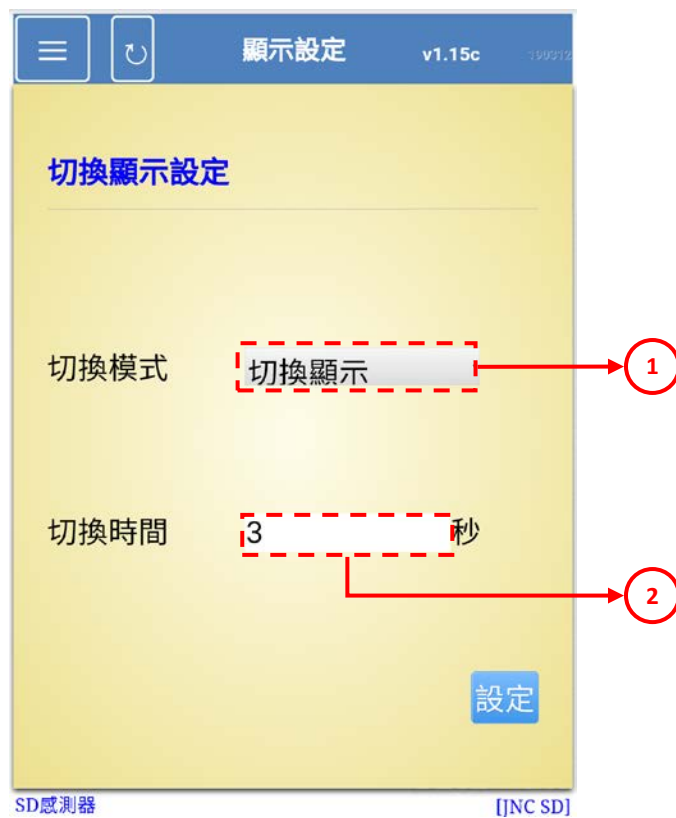 顯示設定 v1.15c 190312
切換顯示設定
切換模式 切換顯示 1
切換時間 3 秒
2
設定
SD感測器 [JNC SD]